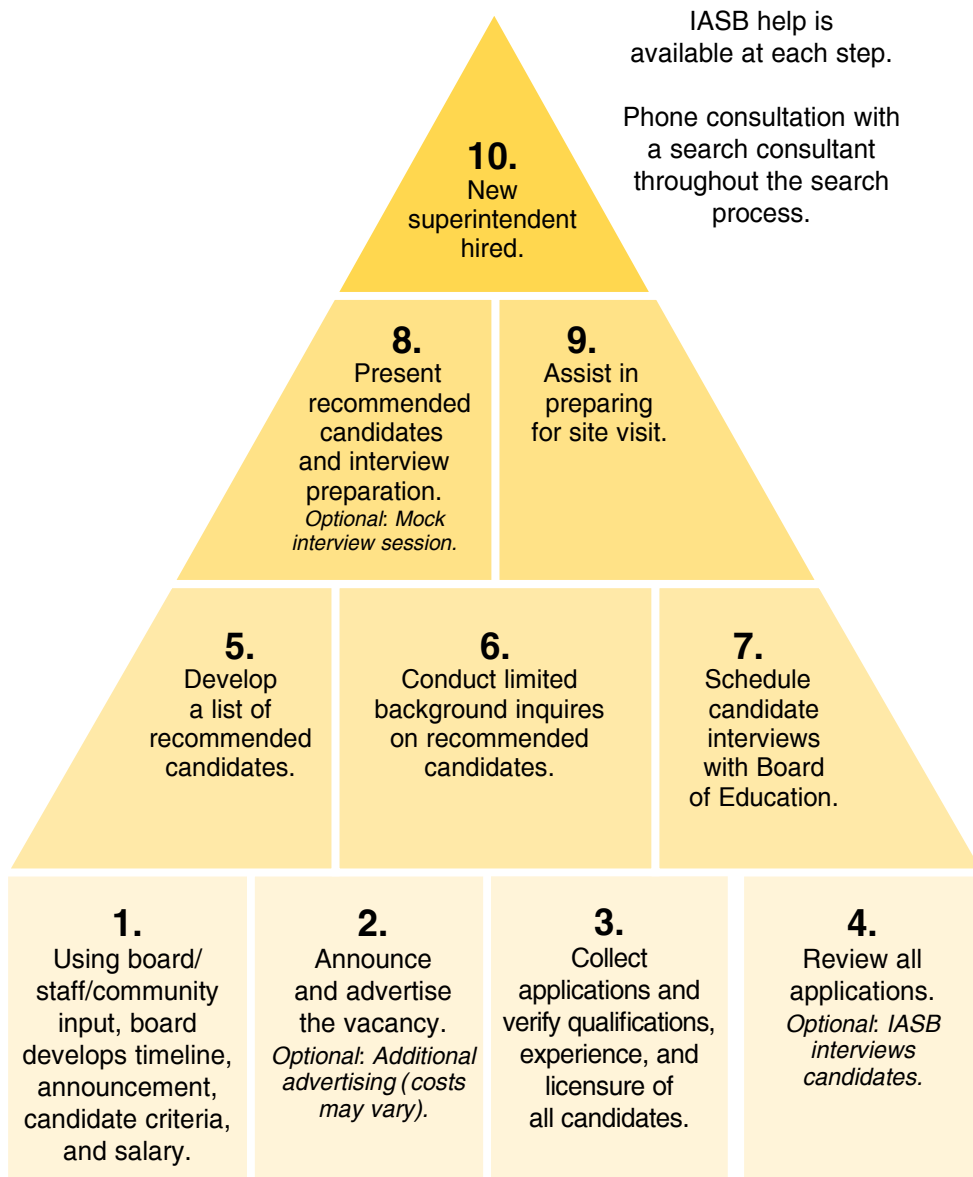 IASB help is
available at each step.
Phone consultation with
a search consultant
throughout the search
process.
10.
New
superintendent
hired.
8.
Present
recommended
candidates
and interview
preparation.
Optional: Mock
interview session.
9.
Assist in
preparing
for site visit.
5.
Develop
a list of
recommended
candidates.
6.
Conduct limited
background inquires
on recommended
candidates.
7.
Schedule
candidate
interviews
with Board
of Education.
1.
Using board/
staff/community
input, board
develops timeline,
announcement,
candidate criteria,
and salary.
2.
Announce
and advertise
the vacancy.
Optional: Additional
advertising (costs
may vary).
3.
Collect
applications and
verify qualifications,
experience, and
licensure of
all candidates.
4.
Review all
applications.
Optional: IASB
interviews
candidates.